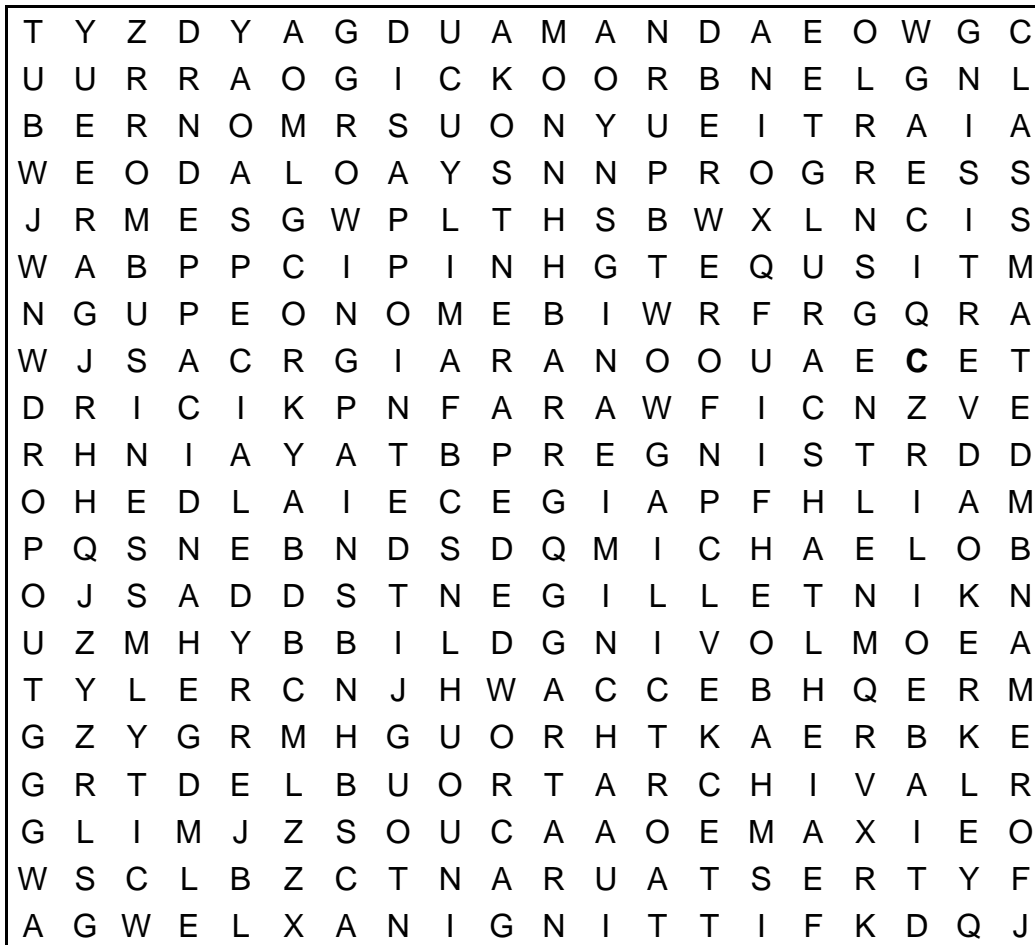 T Y Z D Y A G D U A M A N D A E O W G C
U U R R A O G I C K O O R B N E L G N L
B E R N O M R S U O N Y U E I T R A I A
W E O D A L O A Y S N N P R O G R E S S
J R M E S G W P L T H S B W X L N C I S
W A B P P C I P I N H G T E Q U S I T M
N G U P E O N O M E B I W R F R G Q R A
W J S A C R G I A R A N O O U A E C E T
D R I C I K P N F A R A W F I C N Z V E
R H N I A Y A T B P R E G N I S T R D D
O H E D L A I E C E G I A P F H L I A M
P Q S N E B N D S D Q M I C H A E L O B
O J S A D D S T N E G I L L E T N I K N
U Z M H Y B B I L D G N I V O L M O E A
T Y L E R C N J H W A C C E B H Q E R M
G Z Y G R M H G U O R H T K A E R B K E
G R T D E L B U O R T A R C H I V A L R
G L I M J Z S O U C A A O E M A X I E O
W S C L B Z C T N A R U A T S E R T Y F
A G W E L X A N I G N I T T I F K D Q J